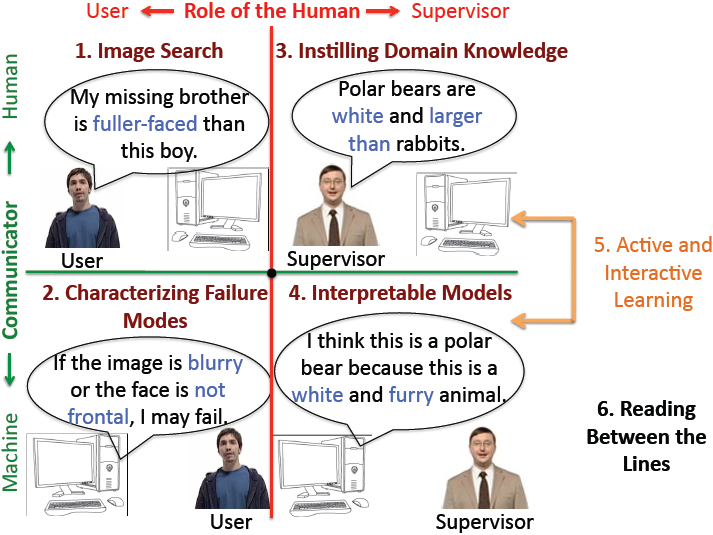 User Role of the Human Supervisor
1. Image Search
3. Instilling Domain Knowledge
Human
Communicator
Machine
My missing brother
is fuller-faced than
this boy.
User
Polar bears are
white and larger
than rabbits.
Supervisor
2. Characterizing Failure
Modes
If the image is blurry
or the face is not
frontal, I may fail.
User
4. Interpretable Models
I think this is a polar
bear because this is a
white and furry animal.
Supervisor
5. Active and
Interactive
Learning
6. Reading
Between the
Lines